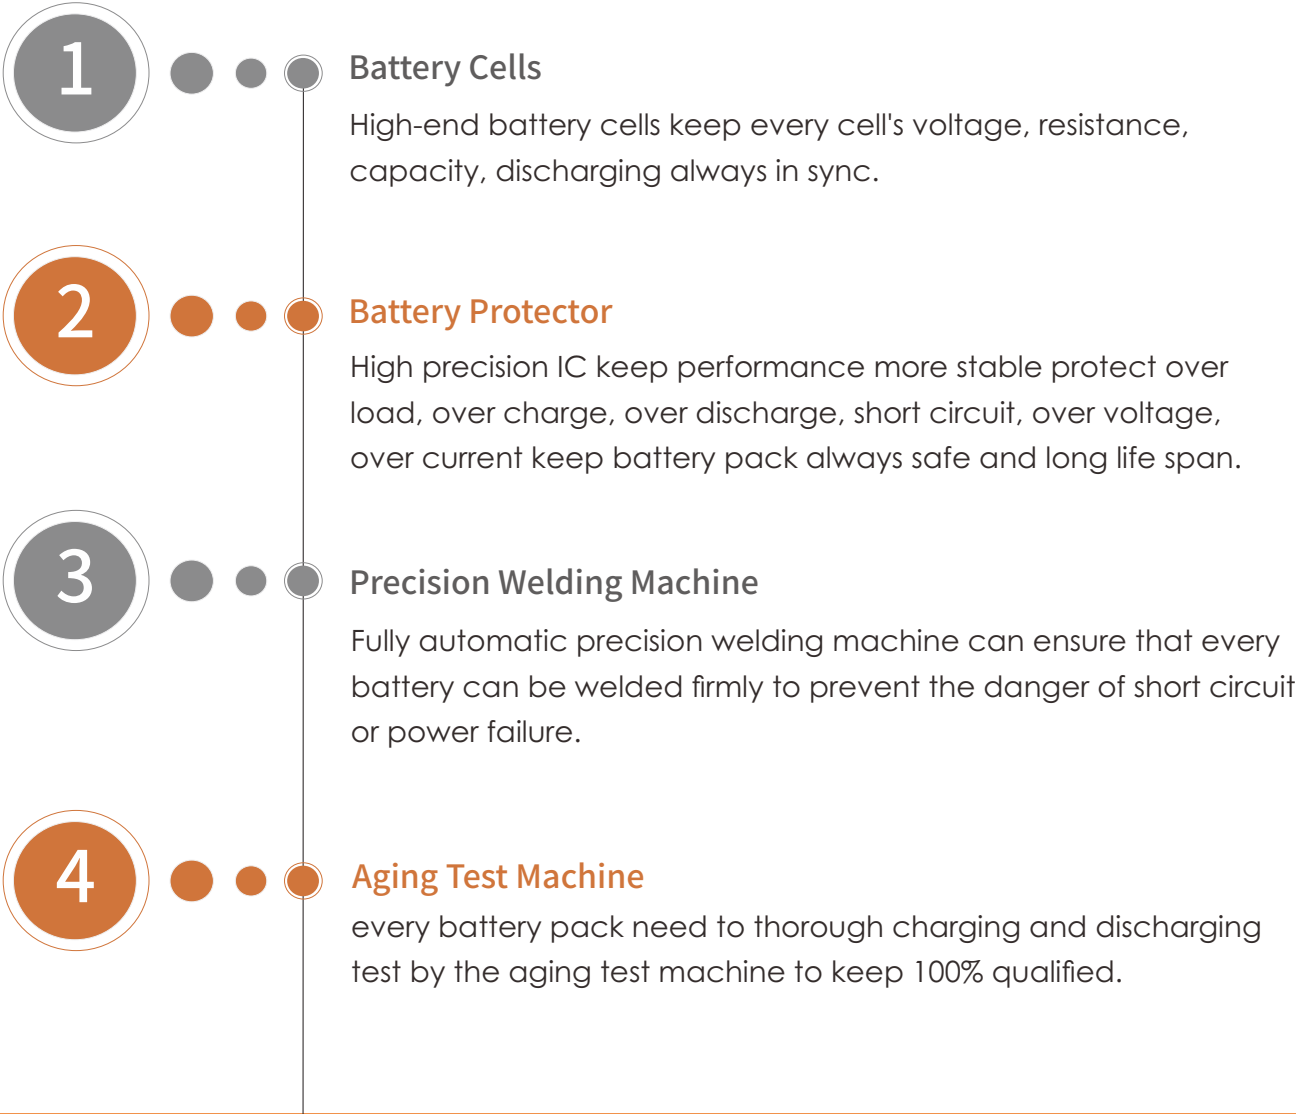 1
Battery Cells
High-end battery cells keep every cell's voltage, resistance,
capacity, discharging always in sync.
2
Battery Protector
High precision IC keep performance more stable protect over
load, over charge, over discharge, short circuit, over voltage,
over current keep battery pack always safe and long life span.
3
Precision Welding Machine
Fully automatic precision welding machine can ensure that every
battery can be welded firmly to prevent the danger of short circuit
or power failure.
4
Aging Test Machine
every battery pack need to thorough charging and discharging
test by the aging test machine to keep 100% qualified.